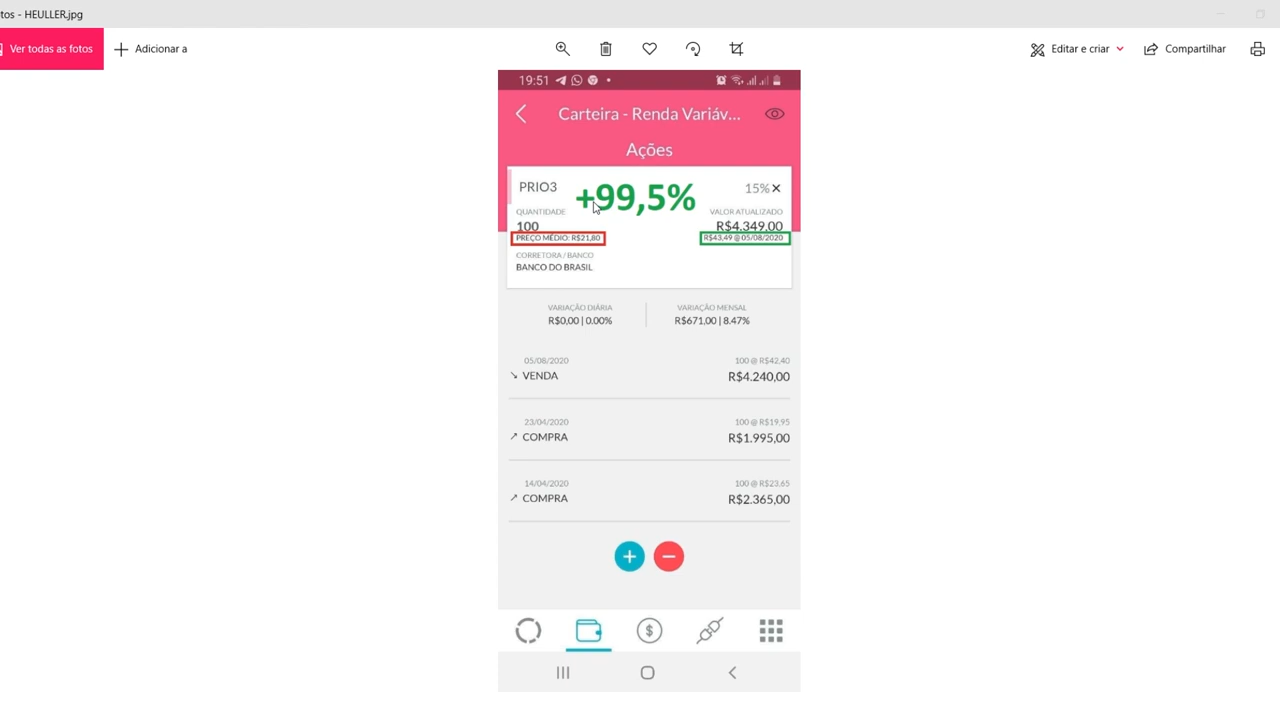 tos - HEULLER.jpg
Ver todas as fotos
Adicionar a
Editar e criar
Compartilhar
19:51
Carteira - Renda Variáv...
Ações
PRIO3
+99,5%
15%
QUANTIDADE
VALOR ATUALIZADO
100
R$4.349,00
PREÇO MÉDIO: R$21,80
R$43,49 @ 05/08/2020
CORRETORA / BANCO
BANCO DO BRASIL
VARIAÇÃO DIÁRIA
VARIAÇÃO MENSAL
R$0,00 | 0.00%
R$671,00 | 8.47%
05/08/2020
100 @ R$42,40
VENDA
R$4.240,00
23/04/2020
100 @ R$19,95
COMPRA
R$1.995,00
14/04/2020
100 @ R$23,65
COMPRA
R$2.365,00